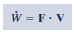 Ẇ = F · V